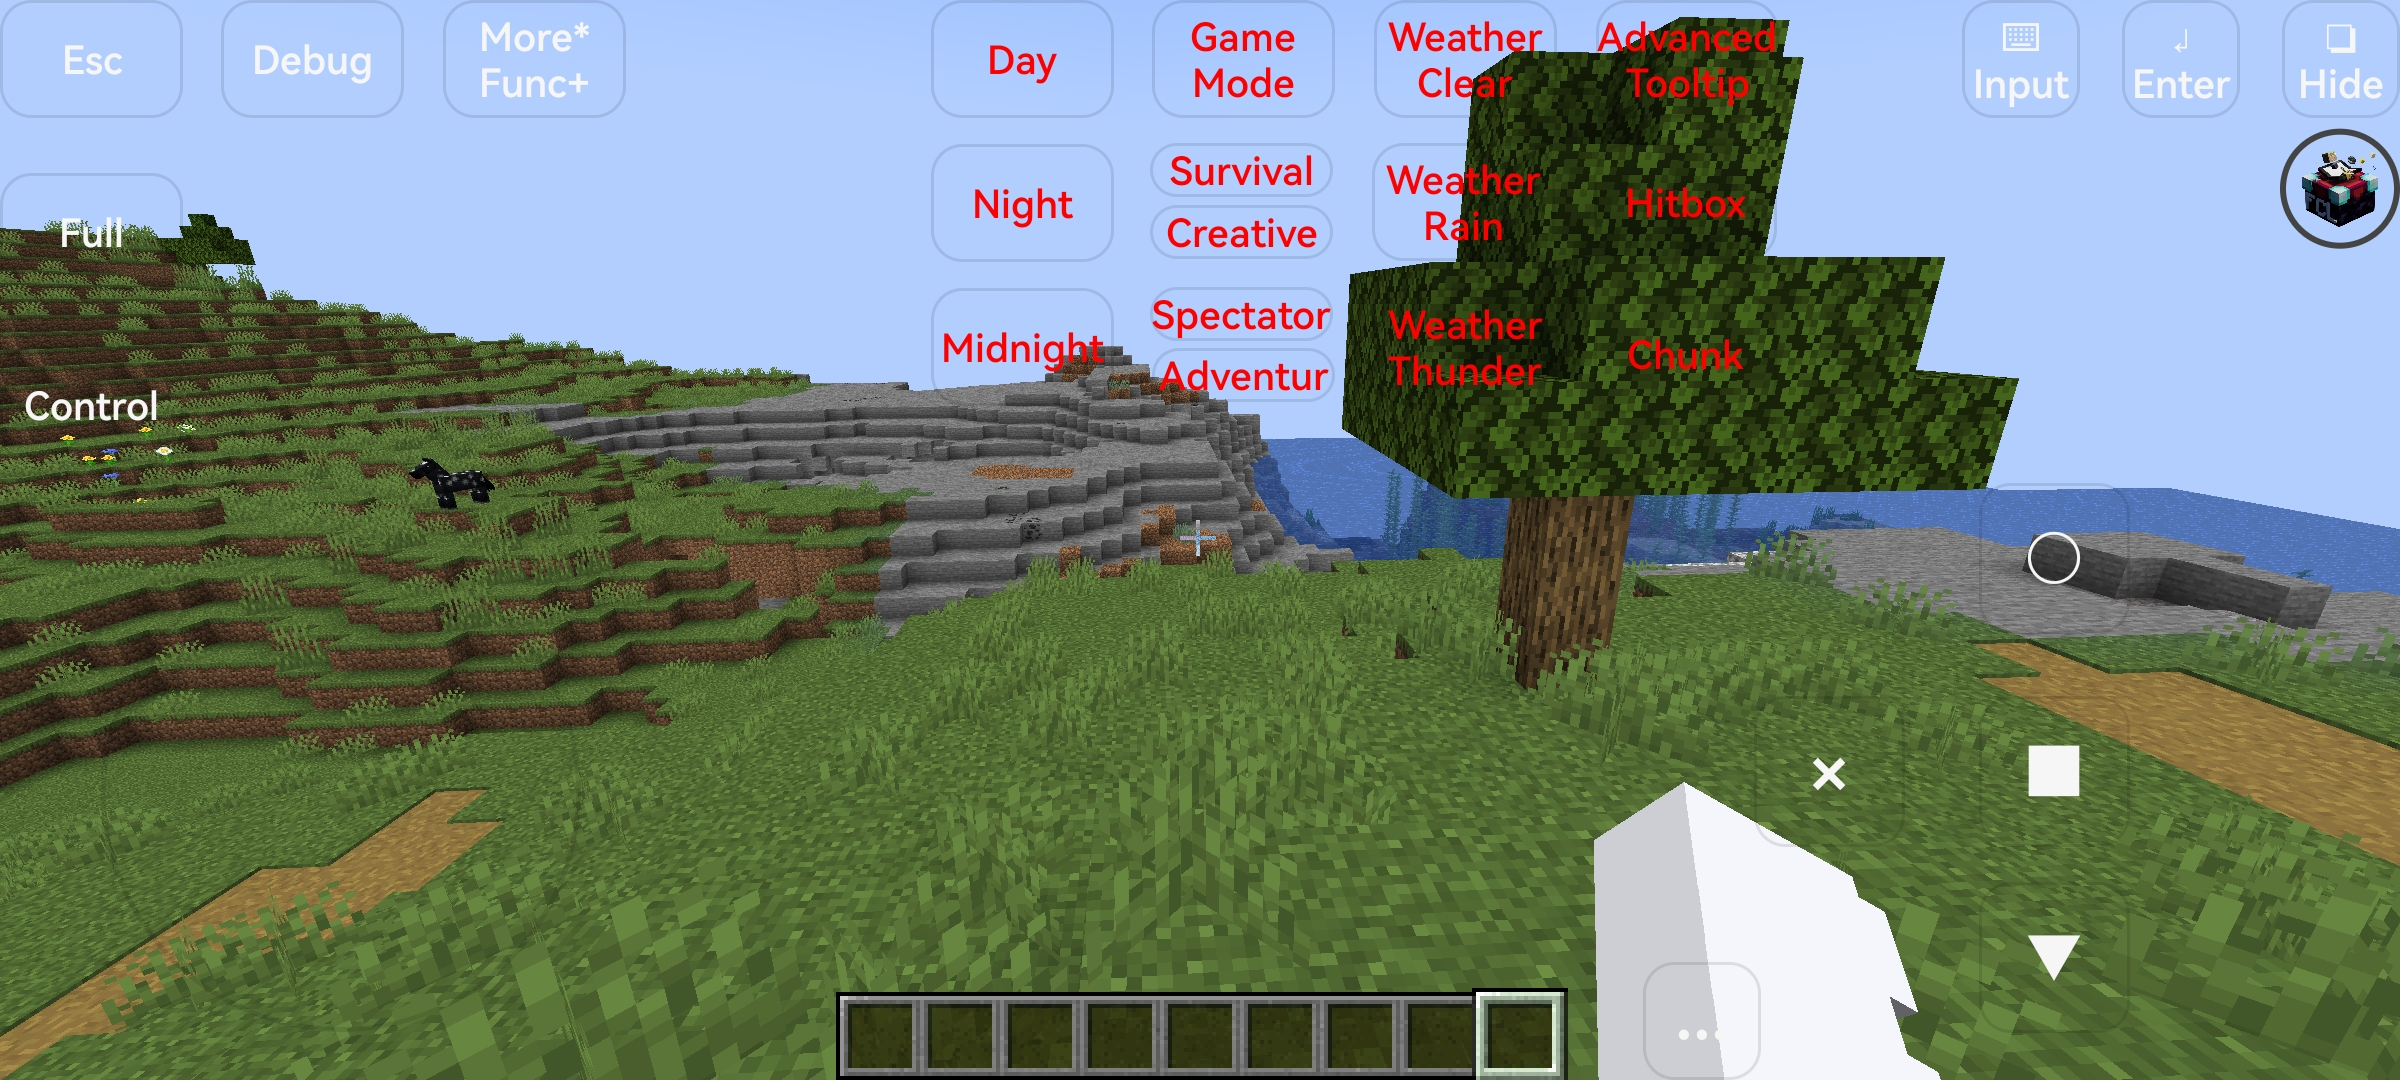 Esc
Debug
More*
Func+
Day
Game
Mode
Weather
Clear
Advanced
Tooltip
Input
Enter
Hide
Full
Night
Survival
Creative
Weather
Rain
Hitbox
FCL
Control
Midnight
Spectator
Adventur
Weather
Thunder
Chunk